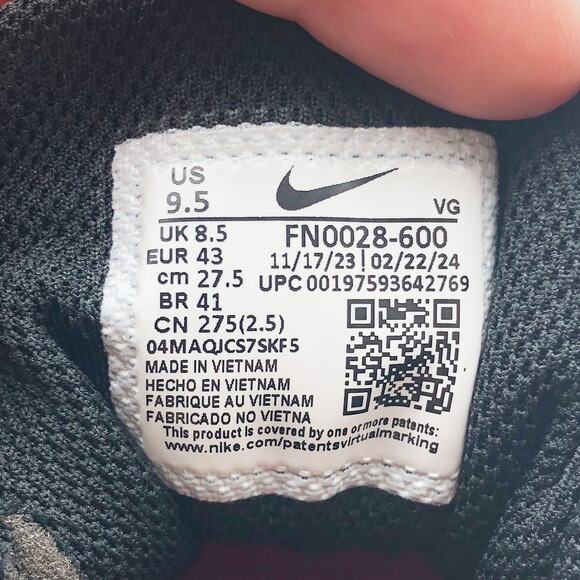 US
9.5
VG
UK 8.5
EUR 43
cm 27.5
BR 41
CN 275(2.5)
04MAQJCS7SKF5
FN0028-600
11/17/23 | 02/22/24
UPC 00197593642769
MADE IN VIETNAM
HECHO EN VIETNAM
FABRIQUE AU VIETNAM
FABRICADO NO VIETNA
This product is covered by one or more patents:
www.nike.com/patentsvirtualmarking